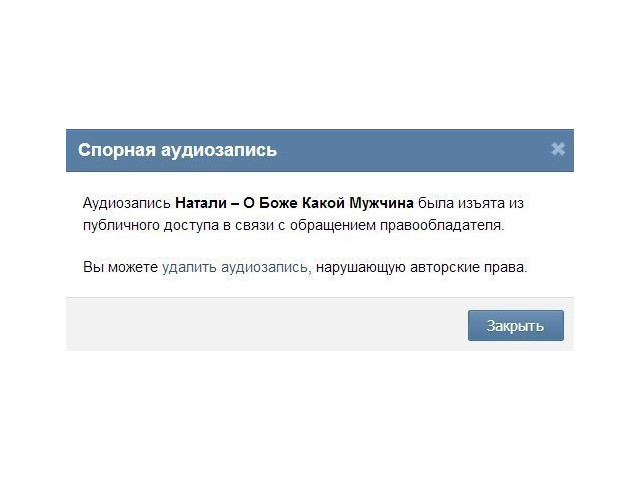 Спорная аудиозапись
Аудиозапись Натали – О Боже Какой Мужчина была изъята из
публичного доступа в связи с обращением правообладателя.
Вы можете удалить аудиозапись, нарушающую авторские права.
Закрыть